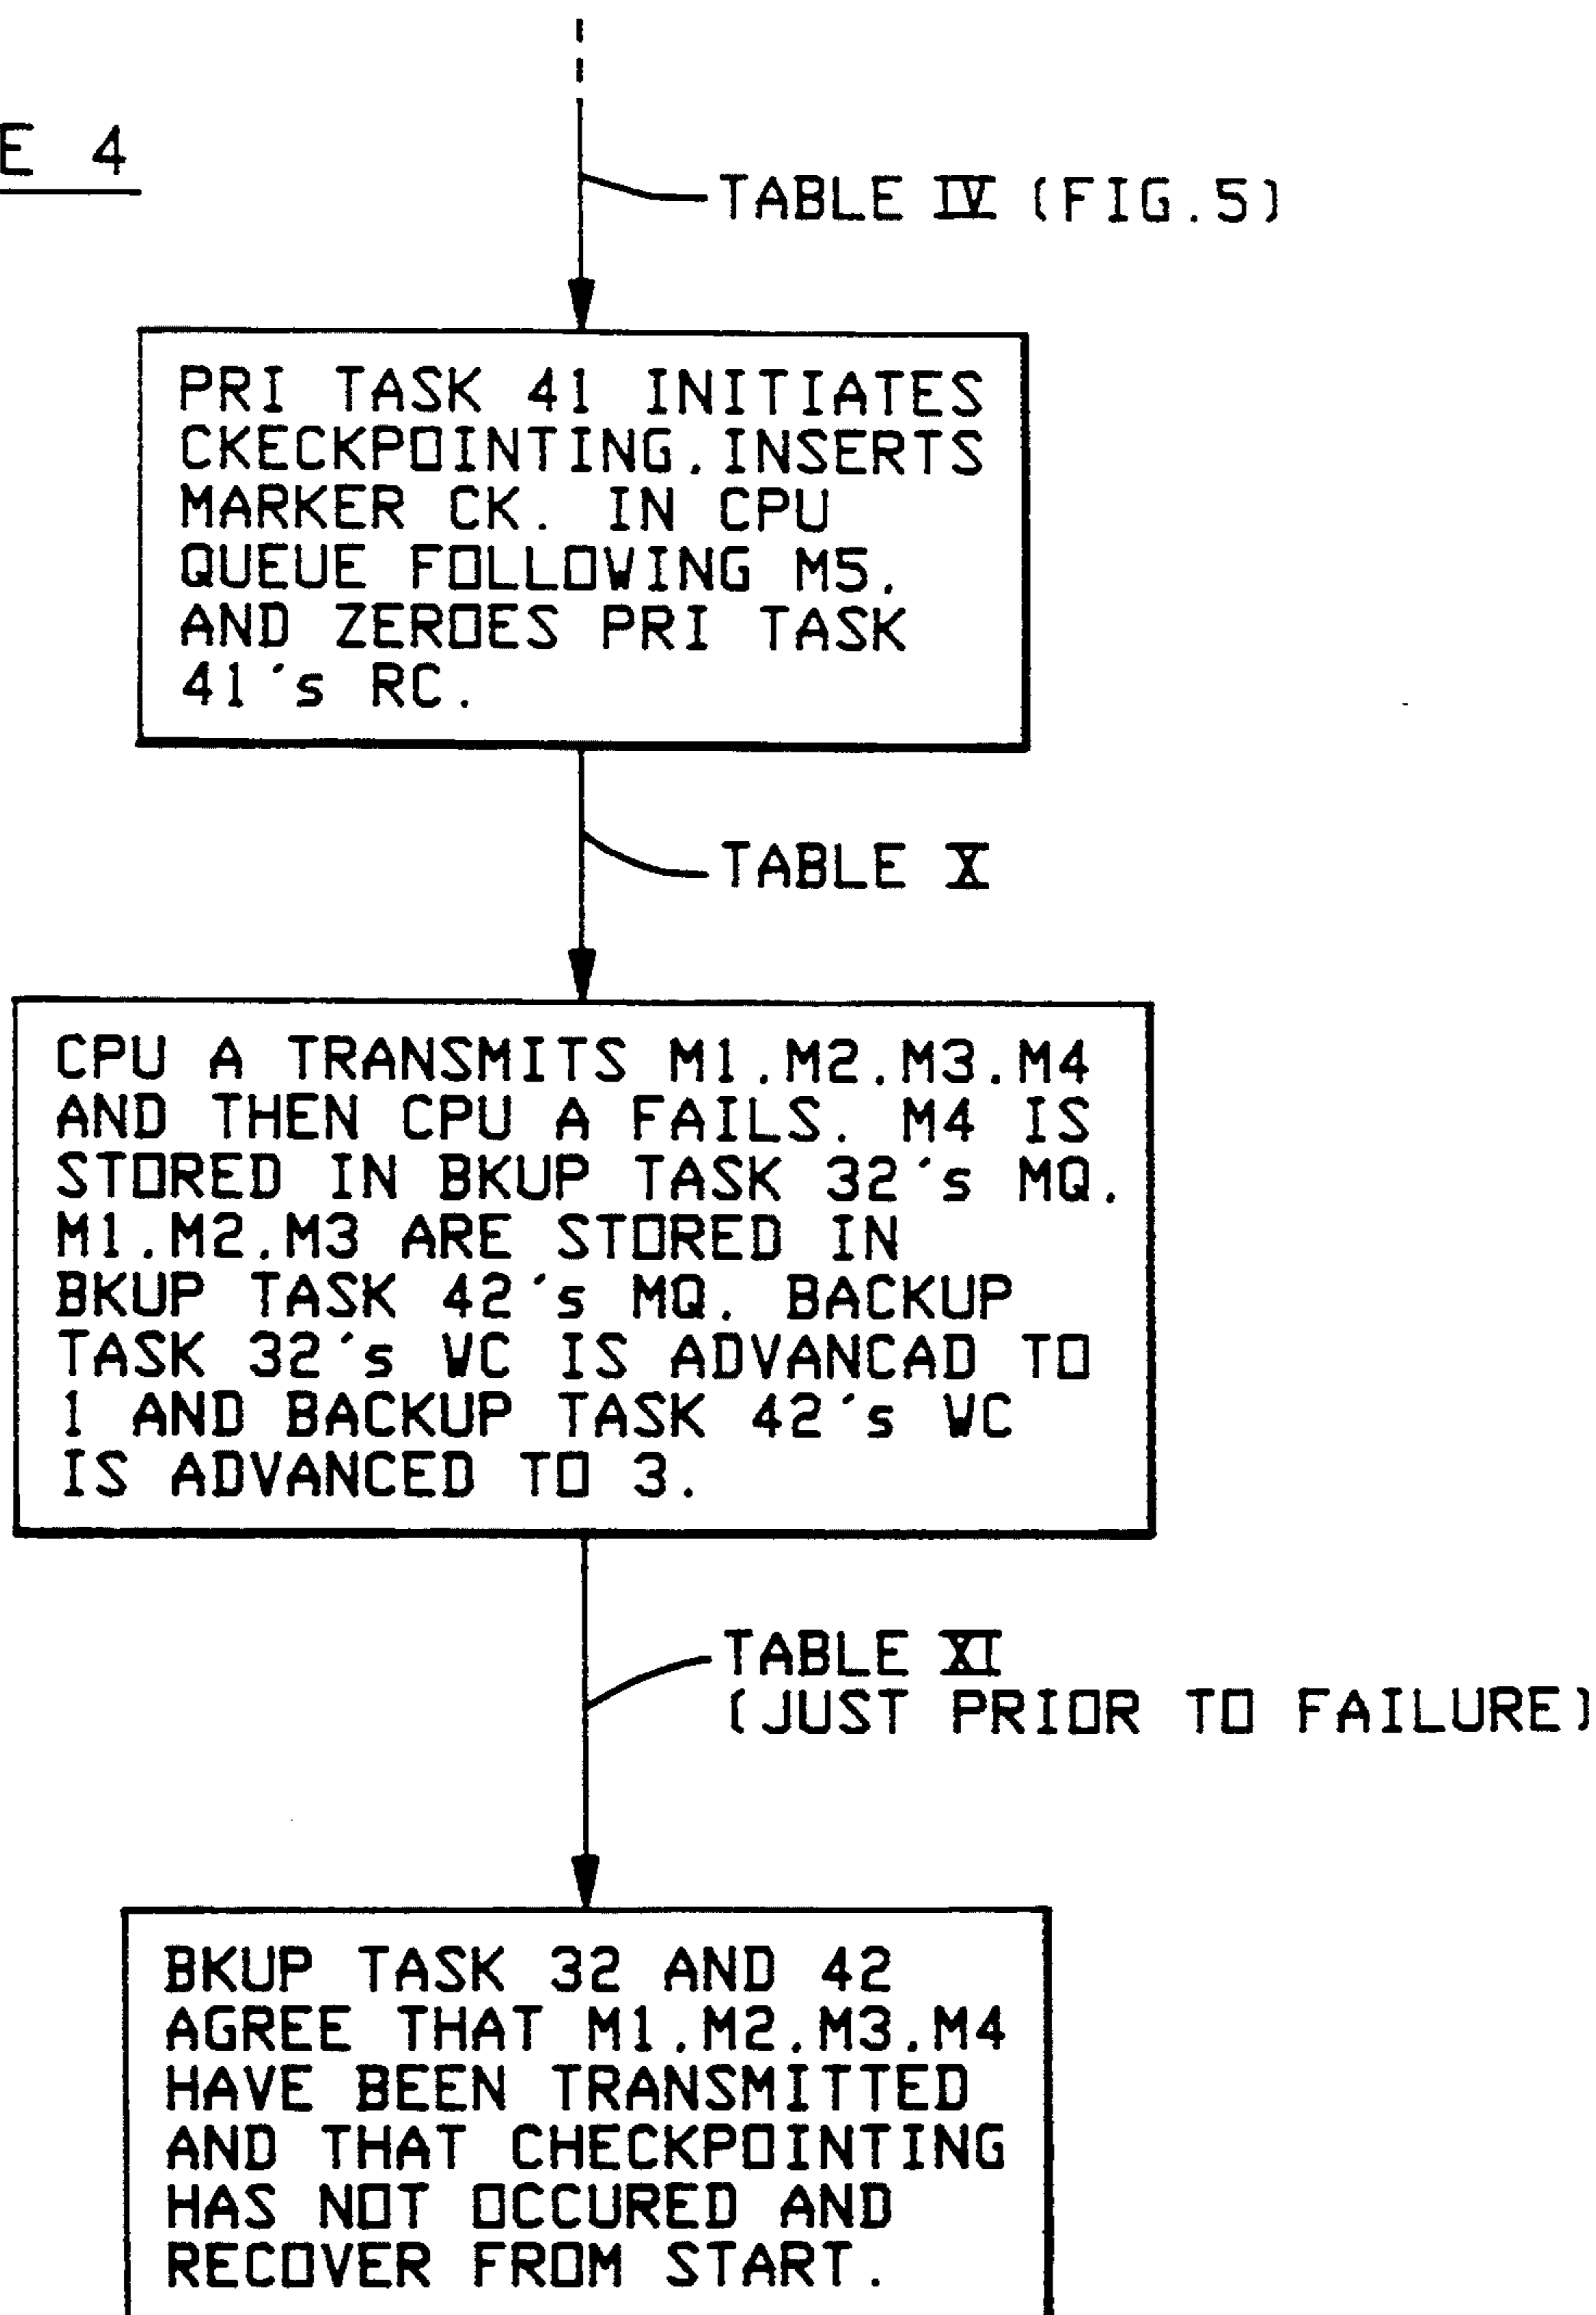 E 4
TABLE IV (FIG.5)
PRI TASK 41 INITIATES
CKECKPOINTING, INSERTS
MARKER CK. IN CPU
QUEUE FOLLOWING M5,
AND ZEROES PRI TASK
41's RC.
TABLE X
CPU A TRANSMITS M1,M2,M3,M4
AND THEN CPU A FAILS. M4 IS
STORED IN BKUP TASK 32's MQ.
M1,M2,M3 ARE STORED IN
BKUP TASK 42's MQ. BACKUP
TASK 32's WC IS ADVANCAD TO
1 AND BACKUP TASK 42's WC
IS ADVANCED TO 3.
TABLE XI
(JUST PRIOR TO FAILURE)
BKUP TASK 32 AND 42
AGREE THAT M1,M2,M3,M4
HAVE BEEN TRANSMITTED
AND THAT CHECKPOINTING
HAS NOT OCCURED AND
RECOVER FROM START.